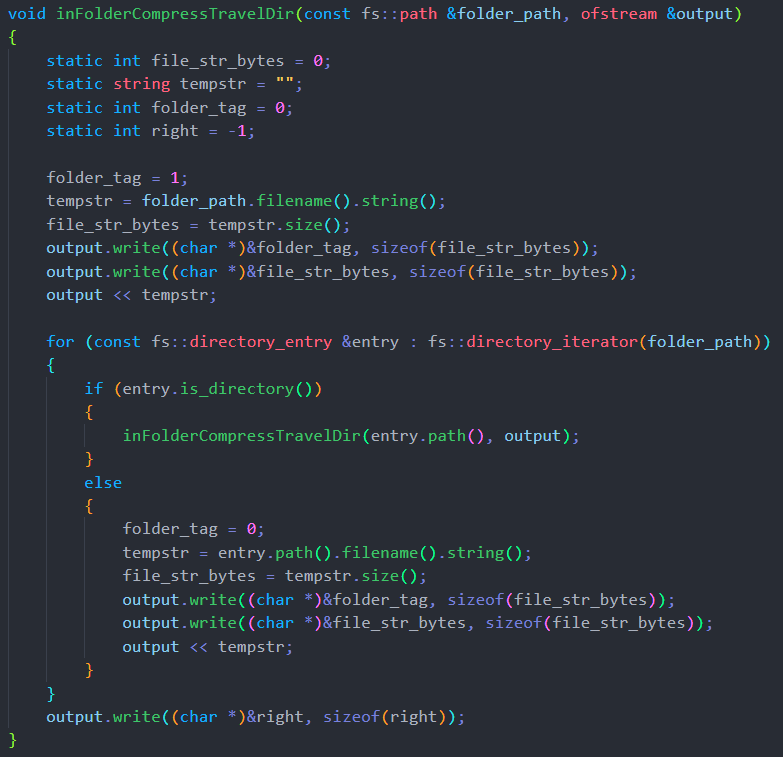 void inFolderCompressTravelDir(const fs::path &folder_path, ofstream &output)
{
    static int file_str_bytes = 0;
    static string tempstr = "";
    static int folder_tag = 0;
    static int right = -1;

    folder_tag = 1;
    tempstr = folder_path.filename().string();
    file_str_bytes = tempstr.size();
    output.write((char *)&folder_tag, sizeof(file_str_bytes));
    output.write((char *)&file_str_bytes, sizeof(file_str_bytes));
    output << tempstr;

    for (const fs::directory_entry &entry : fs::directory_iterator(folder_path))
    {
        if (entry.is_directory())
        {
            inFolderCompressTravelDir(entry.path(), output);
        }
        else
        {
            folder_tag = 0;
            tempstr = entry.path().filename().string();
            file_str_bytes = tempstr.size();
            output.write((char *)&folder_tag, sizeof(file_str_bytes));
            output.write((char *)&file_str_bytes, sizeof(file_str_bytes));
            output << tempstr;
        }
    }
    output.write((char *)&right, sizeof(right));
}